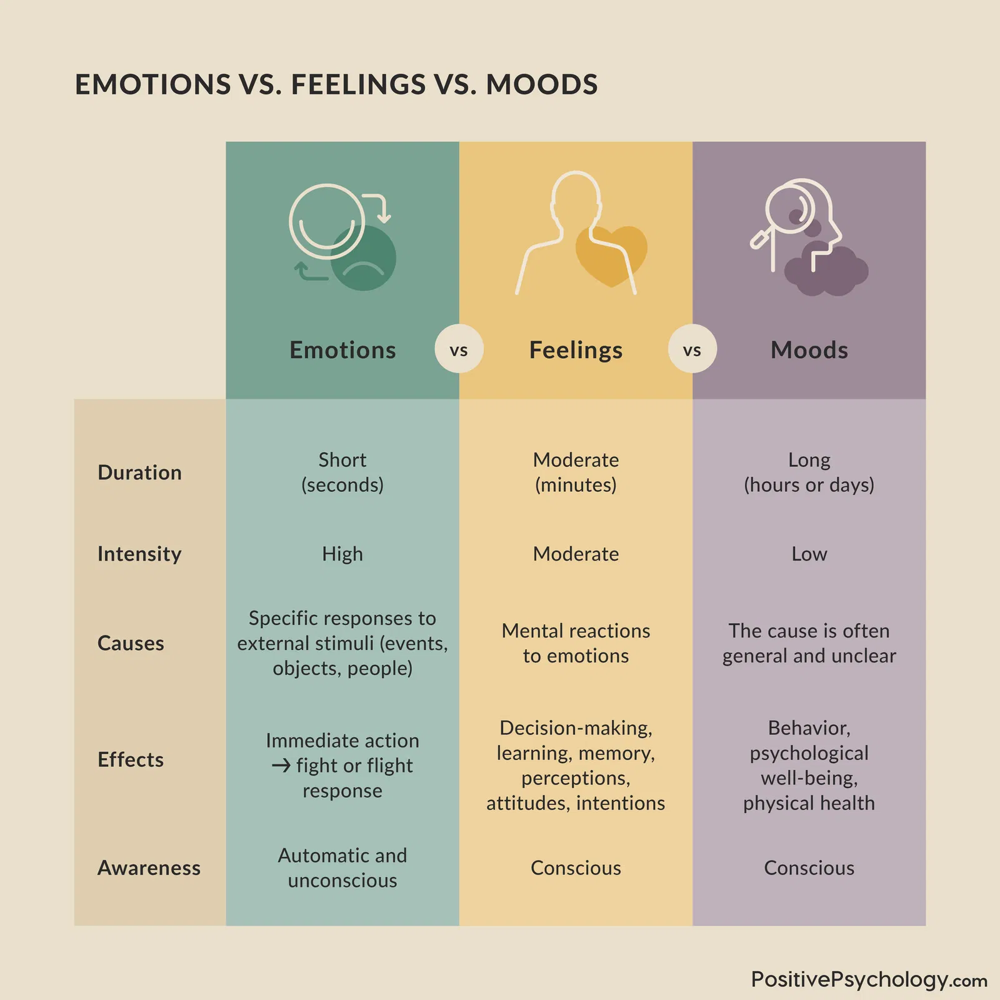 EMOTIONS VS. FEELINGS VS. MOODS
Emotions
vs
Feelings
vs
Moods
Duration
Short
(seconds)
Moderate
(minutes)
Long
(hours or days)
Intensity
High
Moderate
Low
Causes
Specific responses to
external stimuli (events,
objects, people)
Mental reactions
to emotions
The cause is often
general and unclear
Effects
Immediate action
→ fight or flight
response
Decision-making,
learning, memory,
perceptions,
attitudes, intentions
Behavior,
psychological
well-being,
physical health
Awareness
Automatic and
unconscious
Conscious
Conscious
PositivePsychology.com